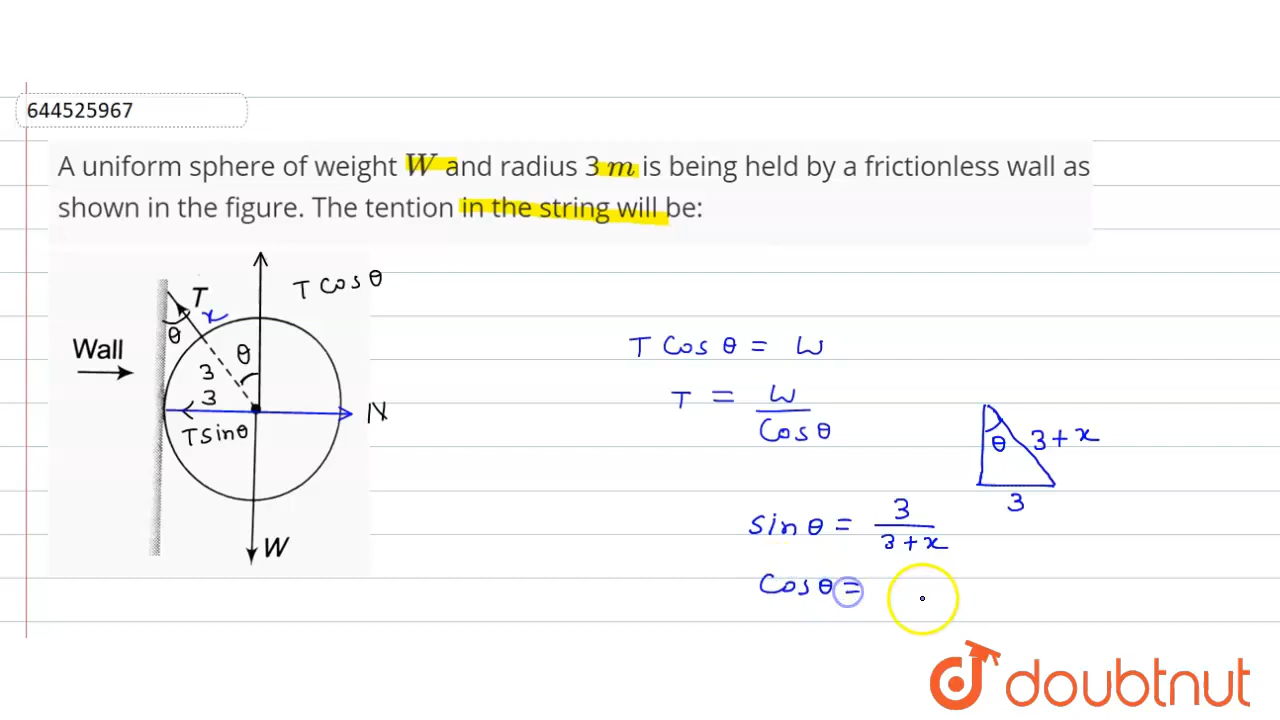 644525967
A uniform sphere of weight W and radius 3 m is being held by a frictionless wall as
shown in the figure. The tention in the string will be:
T Cos θ
T
x
θ
Wall
θ
3
3
N
T sin θ
W
T Cos θ = W
T = W / Cos θ
θ
3 + x
3
sin θ = 3 / 3 + x
Cos θ =
doubtnut